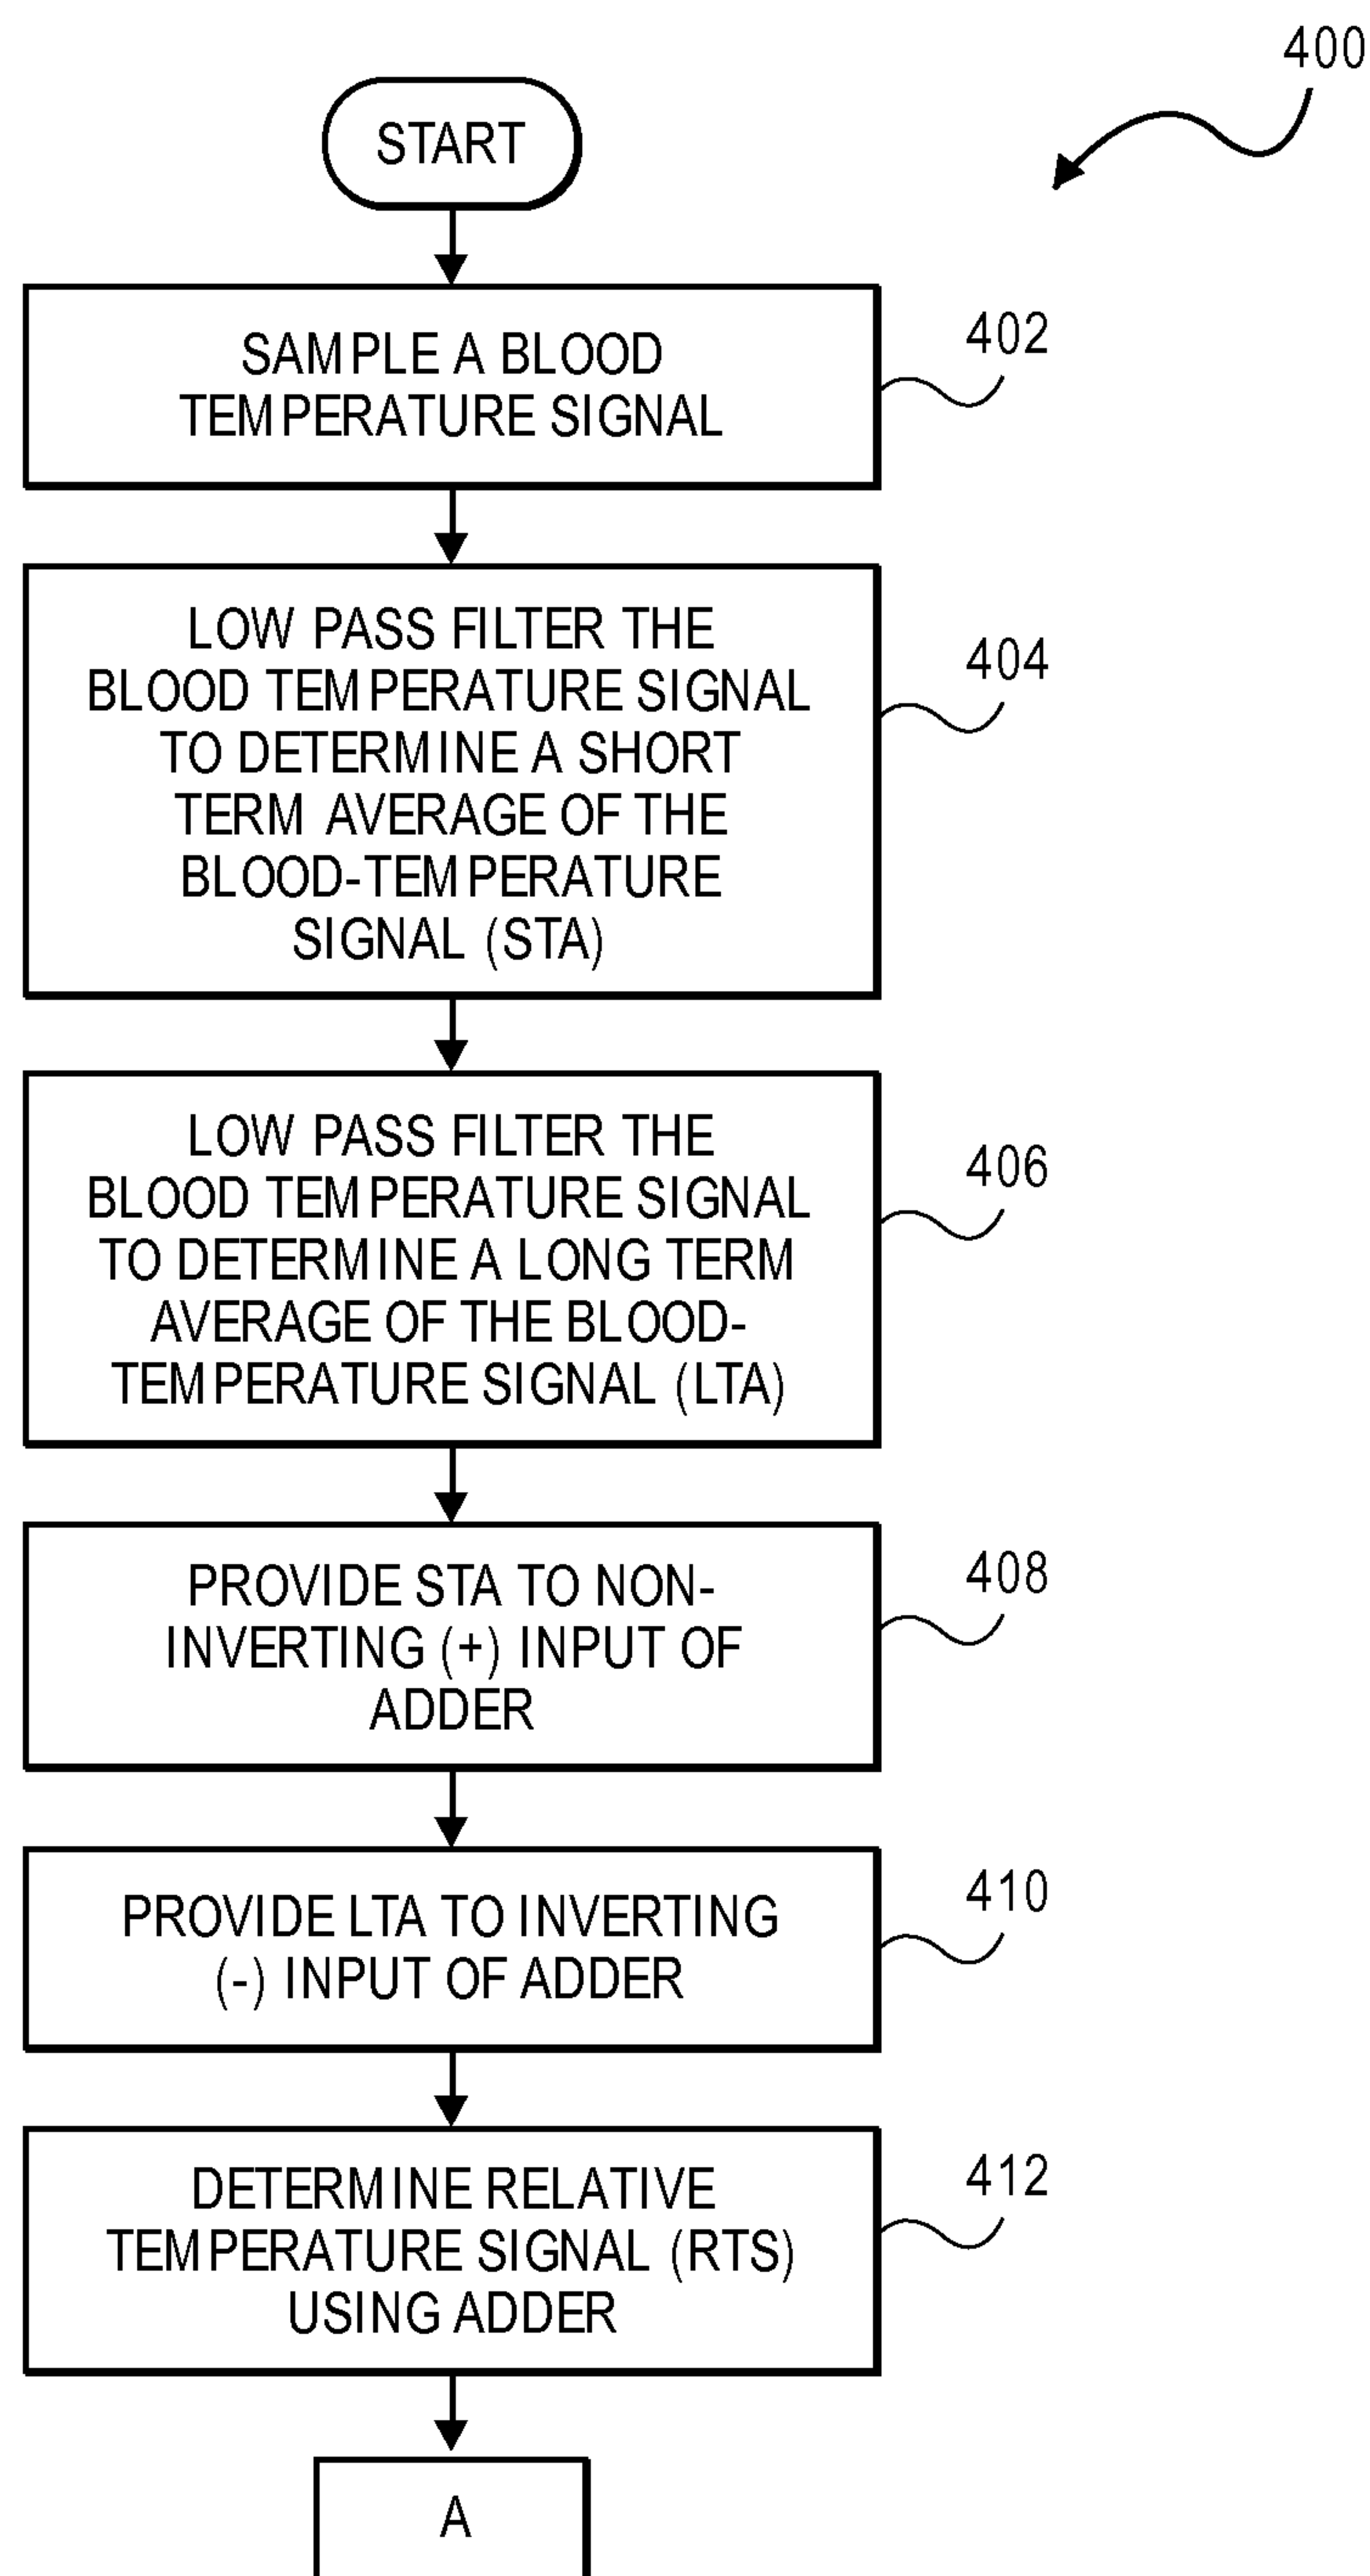 400
START
SAMPLE A BLOOD
TEMPERATURE SIGNAL
402
LOW PASS FILTER THE
BLOOD TEMPERATURE SIGNAL
TO DETERMINE A SHORT
TERM AVERAGE OF THE
BLOOD-TEMPERATURE
SIGNAL (STA)
404
LOW PASS FILTER THE
BLOOD TEMPERATURE SIGNAL
TO DETERMINE A LONG TERM
AVERAGE OF THE BLOOD-
TEMPERATURE SIGNAL (LTA)
406
PROVIDE STA TO NON-
INVERTING (+) INPUT OF
ADDER
408
PROVIDE LTA TO INVERTING
(-) INPUT OF ADDER
410
DETERMINE RELATIVE
TEMPERATURE SIGNAL (RTS)
USING ADDER
412
A